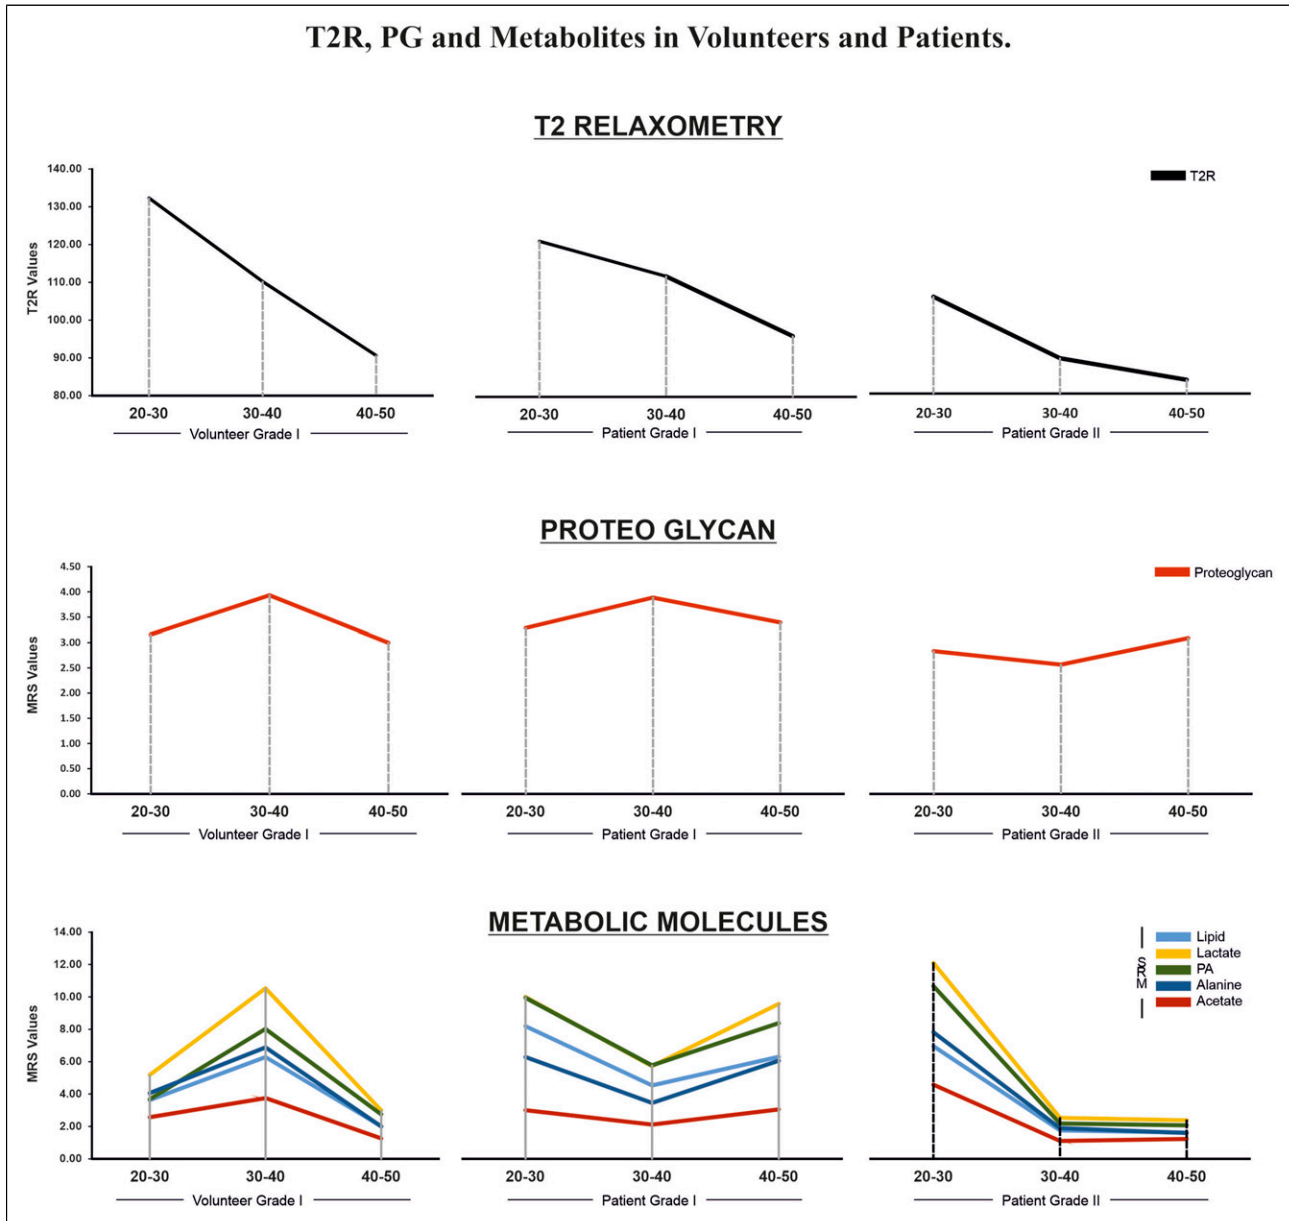 T2R, PG and Metabolites in Volunteers and Patients.
T2 RELAXOMETRY
T2R
T2R Values
140.00
130.00
120.00
110.00
100.00
90.00
80.00
20-30 30-40 40-50
Volunteer Grade I
20-30 30-40 40-50
Patient Grade I
20-30 30-40 40-50
Patient Grade II
PROTEO GLYCAN
Proteoglycan
MRS Values
4.50
4.00
3.50
3.00
2.50
2.00
1.50
1.00
0.50
0.00
20-30 30-40 40-50
Volunteer Grade I
20-30 30-40 40-50
Patient Grade I
20-30 30-40 40-50
Patient Grade II
METABOLIC MOLECULES
MRS
Lipid
Lactate
PA
Alanine
Acetate
MRS Values
14.00
12.00
10.00
8.00
6.00
4.00
2.00
0.00
20-30 30-40 40-50
Volunteer Grade I
20-30 30-40 40-50
Patient Grade I
20-30 30-40 40-50
Patient Grade II